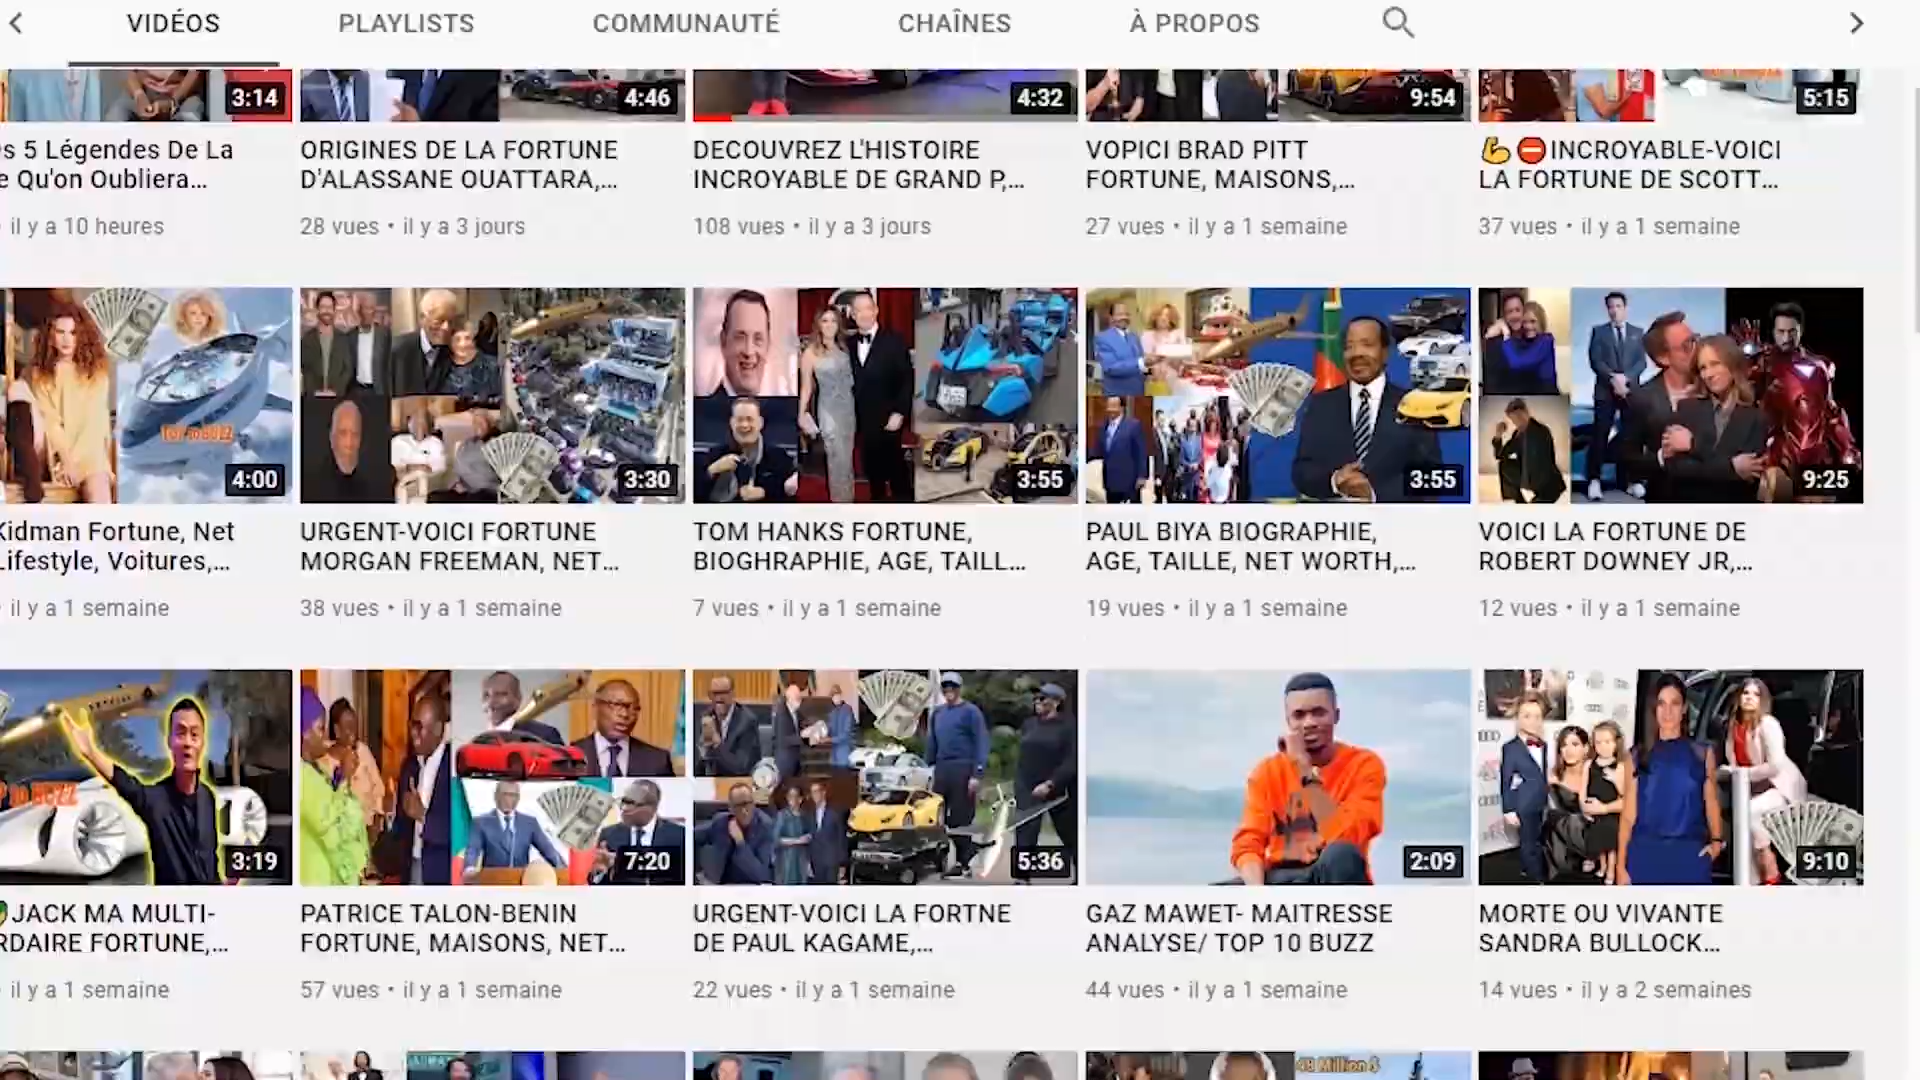 VIDÉOS PLAYLISTS COMMUNAUTÉ CHAÎNES À PROPOS
3:14 4:46 4:32 9:54 5:15
s 5 Légendes De La
e Qu'on Oubliera...
il y a 10 heures
ORIGINES DE LA FORTUNE
D'ALASSANE OUATTARA,...
28 vues • il y a 3 jours
DECOUVREZ L'HISTOIRE
INCROYABLE DE GRAND P,...
108 vues • il y a 3 jours
VOPICI BRAD PITT
FORTUNE, MAISONS,...
27 vues • il y a 1 semaine
💪⛔INCROYABLE-VOICI
LA FORTUNE DE SCOTT...
37 vues • il y a 1 semaine
TOP 10 BUZZ
4:00 3:30 3:55 3:55 9:25
Kidman Fortune, Net
Lifestyle, Voitures,...
il y a 1 semaine
URGENT-VOICI FORTUNE
MORGAN FREEMAN, NET...
38 vues • il y a 1 semaine
TOM HANKS FORTUNE,
BIOGHRAPHIE, AGE, TAILL...
7 vues • il y a 1 semaine
PAUL BIYA BIOGRAPHIE,
AGE, TAILLE, NET WORTH,...
19 vues • il y a 1 semaine
VOICI LA FORTUNE DE
ROBERT DOWNEY JR,...
12 vues • il y a 1 semaine
P 10 BUZZ
3:19 7:20 5:36 2:09 9:10
JACK MA MULTI-
RDAIRE FORTUNE,...
il y a 1 semaine
PATRICE TALON-BENIN
FORTUNE, MAISONS, NET...
57 vues • il y a 1 semaine
URGENT-VOICI LA FORTNE
DE PAUL KAGAME,...
22 vues • il y a 1 semaine
GAZ MAWET- MAITRESSE
ANALYSE/ TOP 10 BUZZ
44 vues • il y a 1 semaine
MORTE OU VIVANTE
SANDRA BULLOCK...
14 vues • il y a 2 semaines
Million $